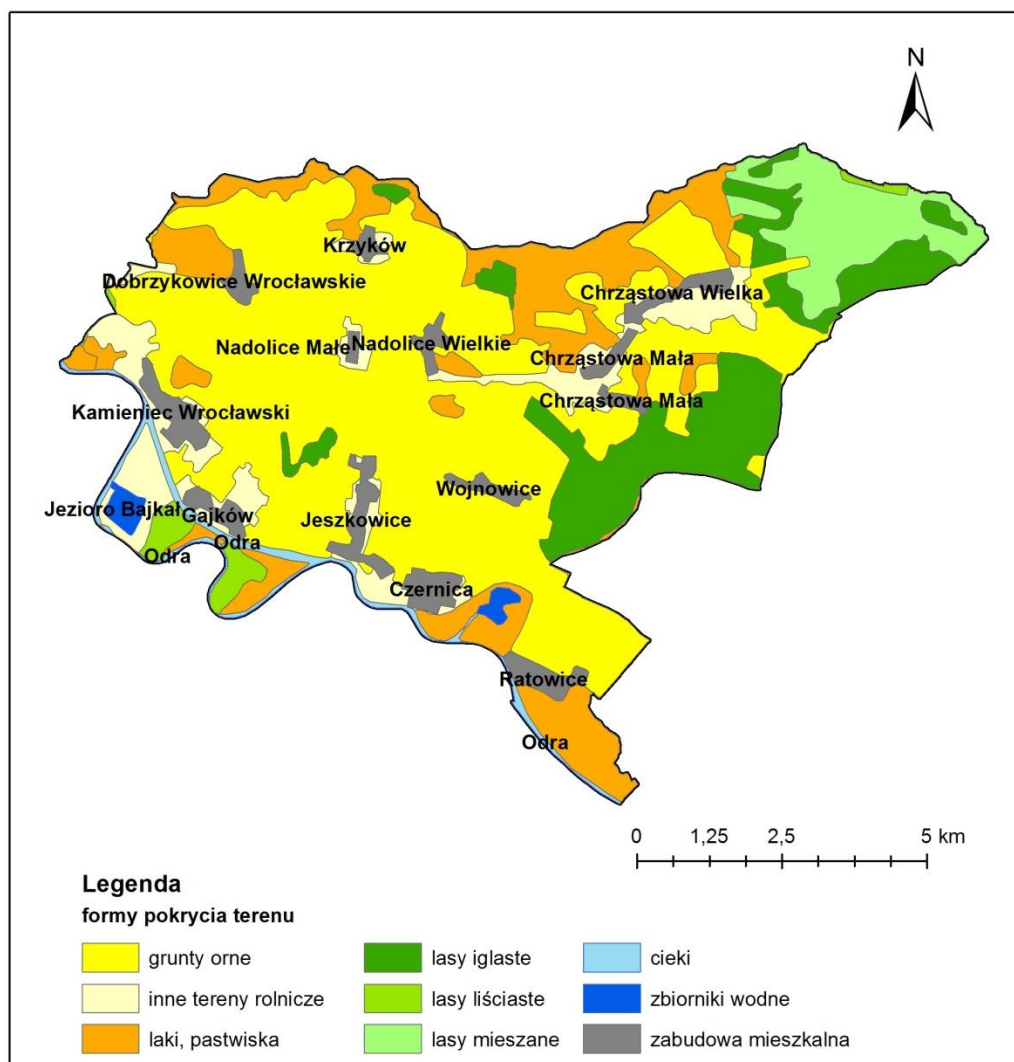 N
Krzyków
Dobrzykowice Wrocławskie
Chrząstowa Wielka
Nadolice Małe
Nadolice Wielkie
Chrząstowa Mała
Chrząstowa Mała
Kamieniec Wrocławski
Wojnowice
Jezioro Bajkał
Gajków
Jeszkowice
Odra
Odra
Czernica
Ratowice
Odra
0 1,25 2,5 5 km
Legenda
formy pokrycia terenu
grunty orne
inne tereny rolnicze
laki, pastwiska
lasy iglaste
lasy liściaste
lasy mieszane
cieki
zbiorniki wodne
zabudowa mieszkalna